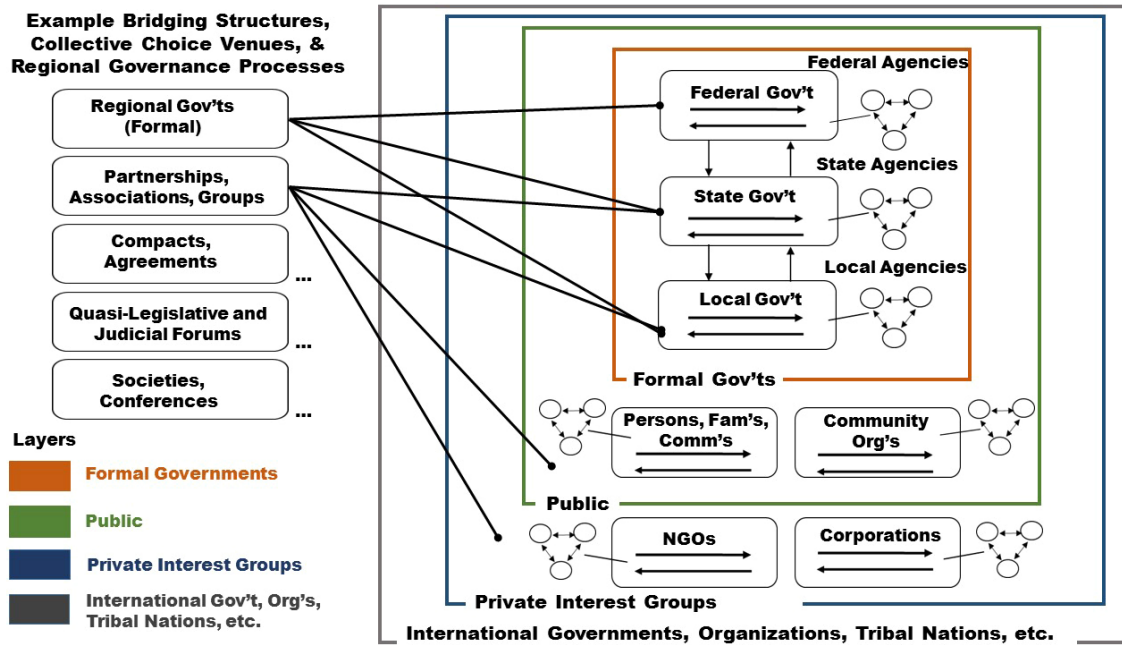 Example Bridging Structures,
Collective Choice Venues, &
Regional Governance Processes
Regional Gov'ts
(Formal)
Partnerships,
Associations, Groups
Compacts,
Agreements
...
Quasi-Legislative and
Judicial Forums
...
Societies,
Conferences
...
Layers
Formal Governments
Public
Private Interest Groups
International Gov't, Org's,
Tribal Nations, etc.
Federal Agencies
Federal Gov't
State Agencies
State Gov't
Local Agencies
Local Gov't
Formal Gov'ts
Persons, Fam's,
Comm's
Community
Org's
Public
NGOs
Corporations
Private Interest Groups
International Governments, Organizations, Tribal Nations, etc.